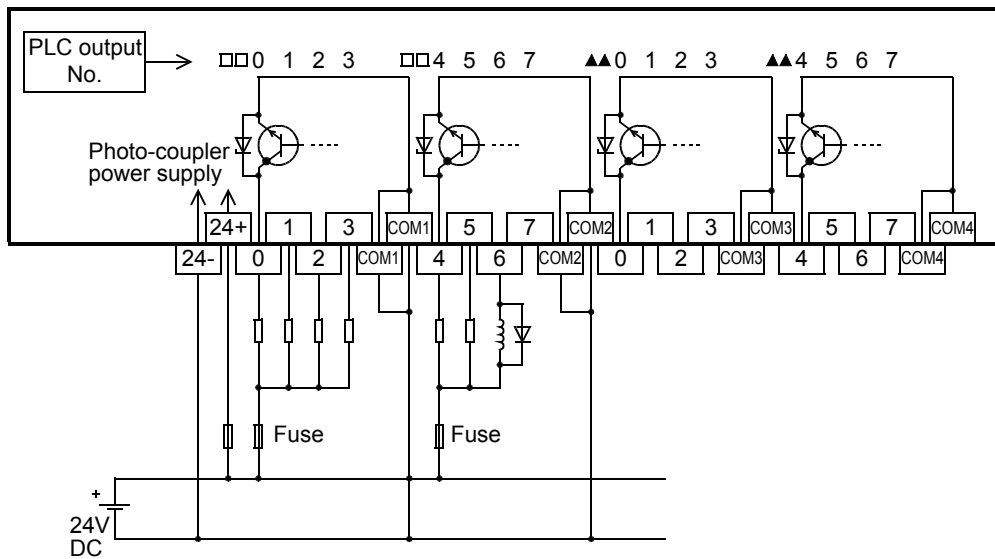 PLC output
No.
□□0 1 2 3
□□4 5 6 7
▲▲0 1 2 3
▲▲4 5 6 7
Photo-coupler
power supply
24+ 1 3 COM1 5 7 COM2 1 3 COM3 5 7 COM4
24- 0 2 COM1 4 6 COM2 0 2 COM3 4 6 COM4
Fuse
Fuse
+
24V
DC